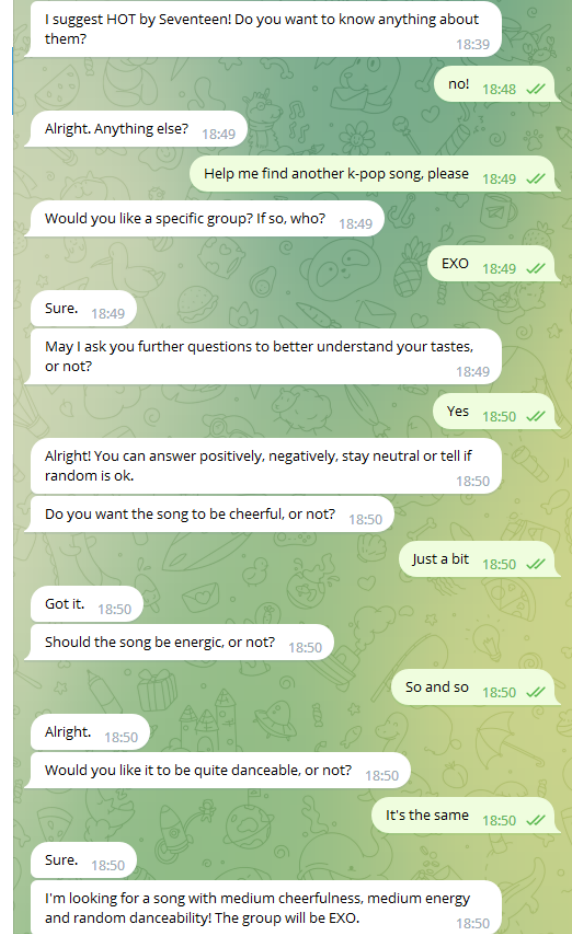 I suggest HOT by Seventeen! Do you want to know anything about
them?
18:39
no! 18:48
Alright. Anything else? 18:49
Help me find another k-pop song, please 18:49
Would you like a specific group? If so, who? 18:49
EXO 18:49
Sure. 18:49
May I ask you further questions to better understand your tastes,
or not?
18:49
Yes 18:50
Alright! You can answer positively, negatively, stay neutral or tell if
random is ok.
18:50
Do you want the song to be cheerful, or not? 18:50
Just a bit 18:50
Got it. 18:50
Should the song be energic, or not? 18:50
So and so 18:50
Alright. 18:50
Would you like it to be quite danceable, or not? 18:50
It's the same 18:50
Sure. 18:50
I'm looking for a song with medium cheerfulness, medium energy
and random danceability! The group will be EXO.
18:50